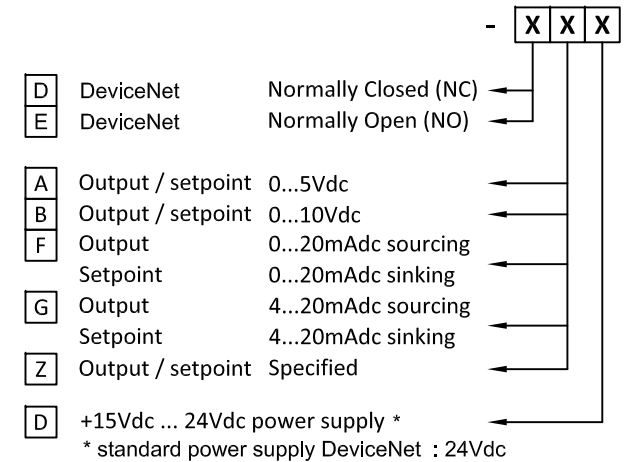 - X X X
D DeviceNet Normally Closed (NC)
E DeviceNet Normally Open (NO)
A Output / setpoint 0...5Vdc
B Output / setpoint 0...10Vdc
F Output 0...20mAdc sourcing
Setpoint 0...20mAdc sinking
G Output 4...20mAdc sourcing
Setpoint 4...20mAdc sinking
Z Output / setpoint Specified
D +15Vdc ... 24Vdc power supply *
* standard power supply DeviceNet : 24Vdc